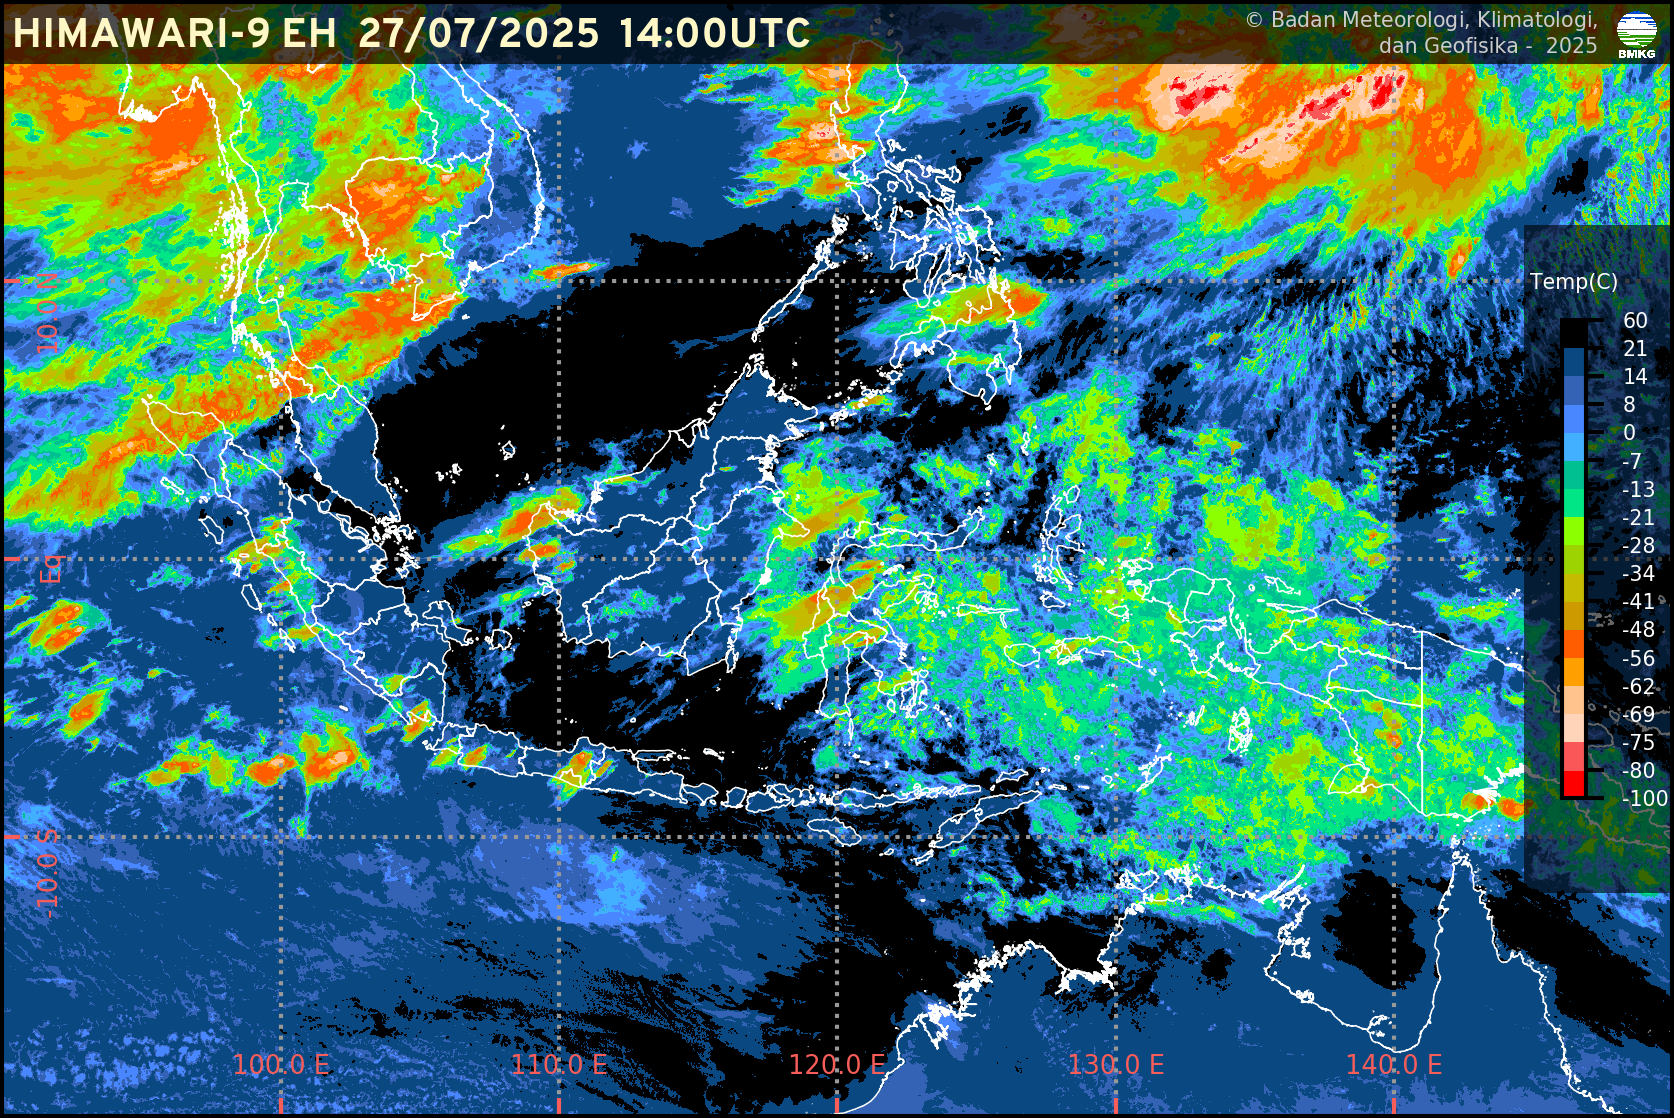 HIMAWARI-9 EH 27/07/2025 14:00UTC
© Badan Meteorologi, Klimatologi,
dan Geofisika - 2025
BMKG
Temp(C)
60
21
14
8
0
-7
-13
-21
-28
-34
-41
-48
-56
-62
-69
-75
-80
-100
10.0 N
Eq
-10.0 S
100.0 E
110.0 E
120.0 E
130.0 E
140.0 E